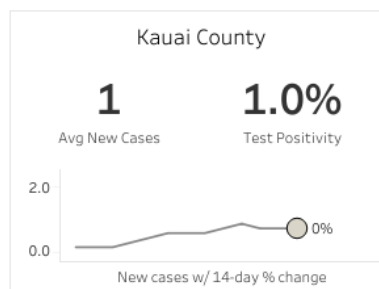 Kauai County
1 1.0%
Avg New Cases Test Positivity
2.0
0%
0.0
New cases w/ 14-day % change